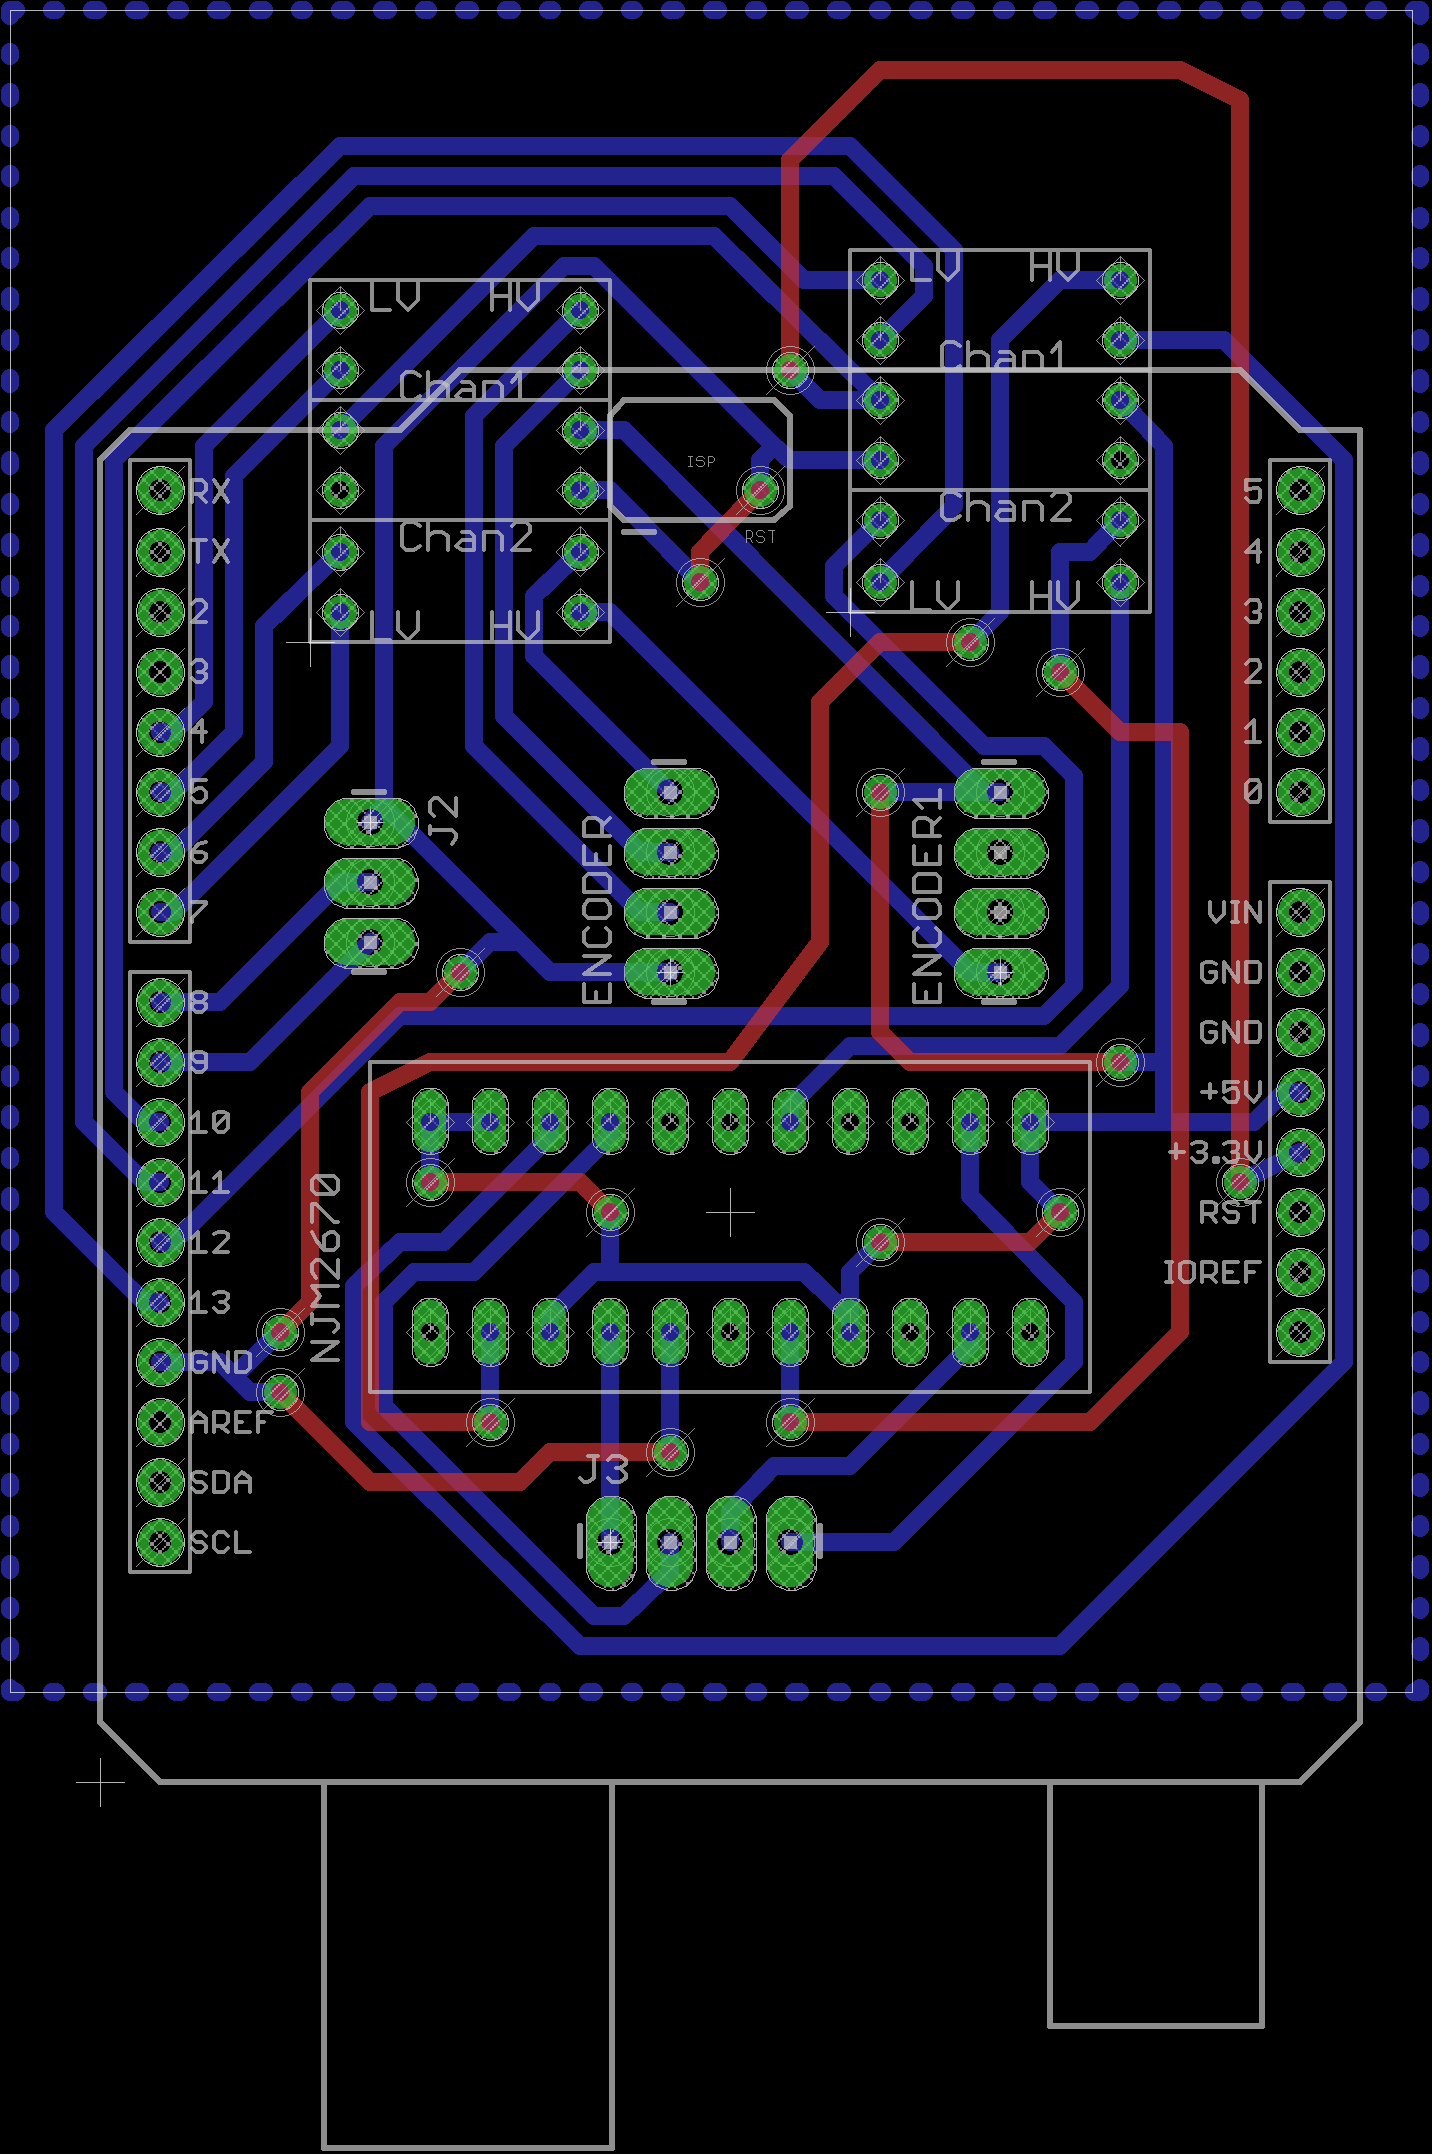 LV HV
Chan1
Chan2
LV HV
LV HV
Chan1
Chan2
LV HV
ISP
RST
RX
TX
2
3
4
5
6
7
8
9
10
11
12
13
GND
AREF
SDA
SCL
J2
ENCODER
ENCODER1
NJM2670
J3
5
4
3
2
1
0
VIN
GND
GND
+5V
+3.3V
RST
IOREF